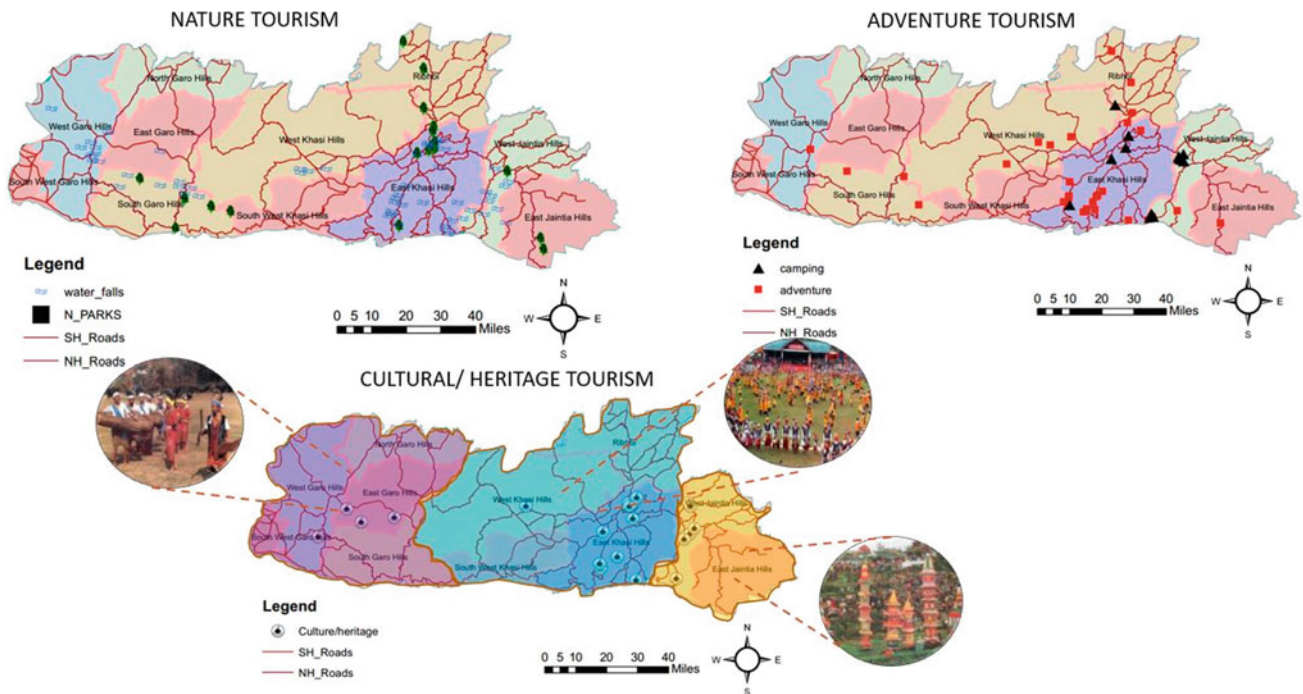 NATURE TOURISM
North Garo Hills
Ribhoi
West Garo Hills
East Garo Hills
West Khasi Hills
West Jaintia Hills
South West Garo Hills
East Khasi Hills
South Garo Hills
South West Khasi Hills
East Jaintia Hills
Legend
water_falls
N_PARKS
SH_Roads
NH_Roads
0 5 10 20 30 40
Miles
N
W E
S
ADVENTURE TOURISM
North Garo Hills
Ribhoi
West Garo Hills
East Garo Hills
West Khasi Hills
West Jaintia Hills
South West Garo Hills
East Khasi Hills
South Garo Hills
South West Khasi Hills
East Jaintia Hills
Legend
camping
adventure
SH_Roads
NH_Roads
0 5 10 20 30 40
Miles
N
W E
S
CULTURAL/ HERITAGE TOURISM
North Garo Hills
Ribhoi
West Garo Hills
East Garo Hills
West Khasi Hills
West Jaintia Hills
South West Garo Hills
East Khasi Hills
South Garo Hills
South West Khasi Hills
East Jaintia Hills
Legend
Culture/heritage
SH_Roads
NH_Roads
0 5 10 20 30 40
Miles
N
W E
S